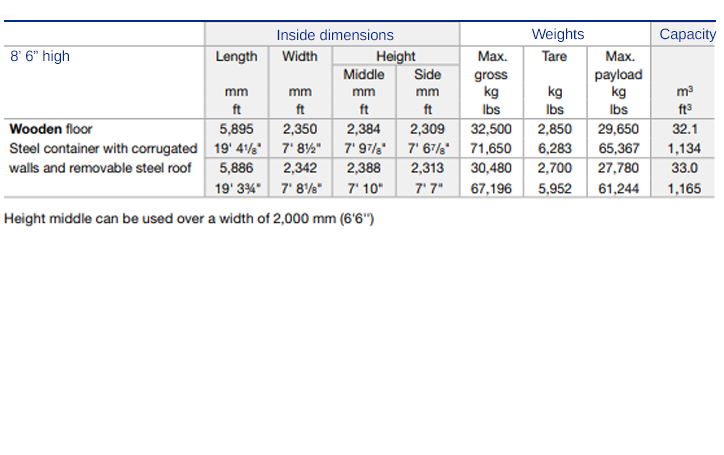 Inside dimensions Weights Capacity
8' 6” high Length Width Height Max. Tare Max.
Middle Side gross payload
mm mm mm mm kg kg kg m³
ft ft ft ft lbs lbs lbs ft³
Wooden floor 5,895 2,350 2,384 2,309 32,500 2,850 29,650 32.1
Steel container with corrugated 19' 4⅛" 7' 8½" 7' 9⅞" 7' 6⅞" 71,650 6,283 65,367 1,134
walls and removable steel roof 5,886 2,342 2,388 2,313 30,480 2,700 27,780 33.0
19' 3¾" 7' 8⅛" 7' 10" 7' 7" 67,196 5,952 61,244 1,165
Height middle can be used over a width of 2,000 mm (6'6'')